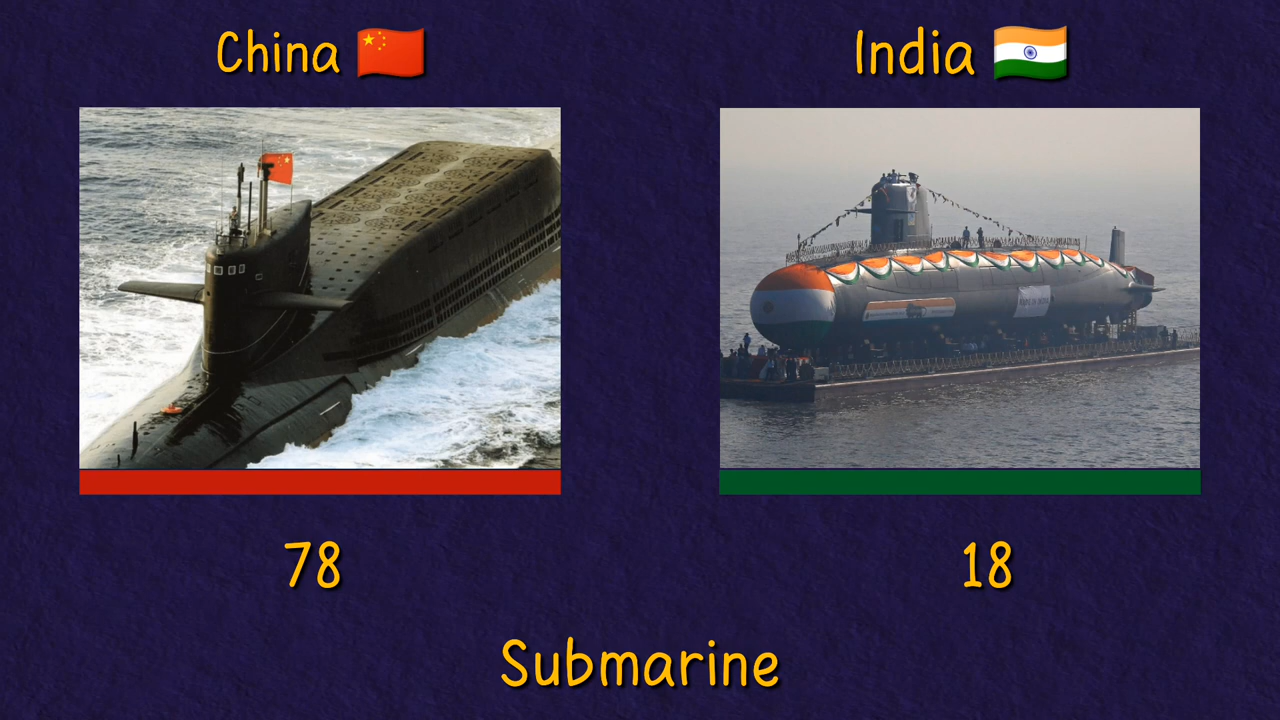 China 🇨🇳
India 🇮🇳
78
18
Submarine